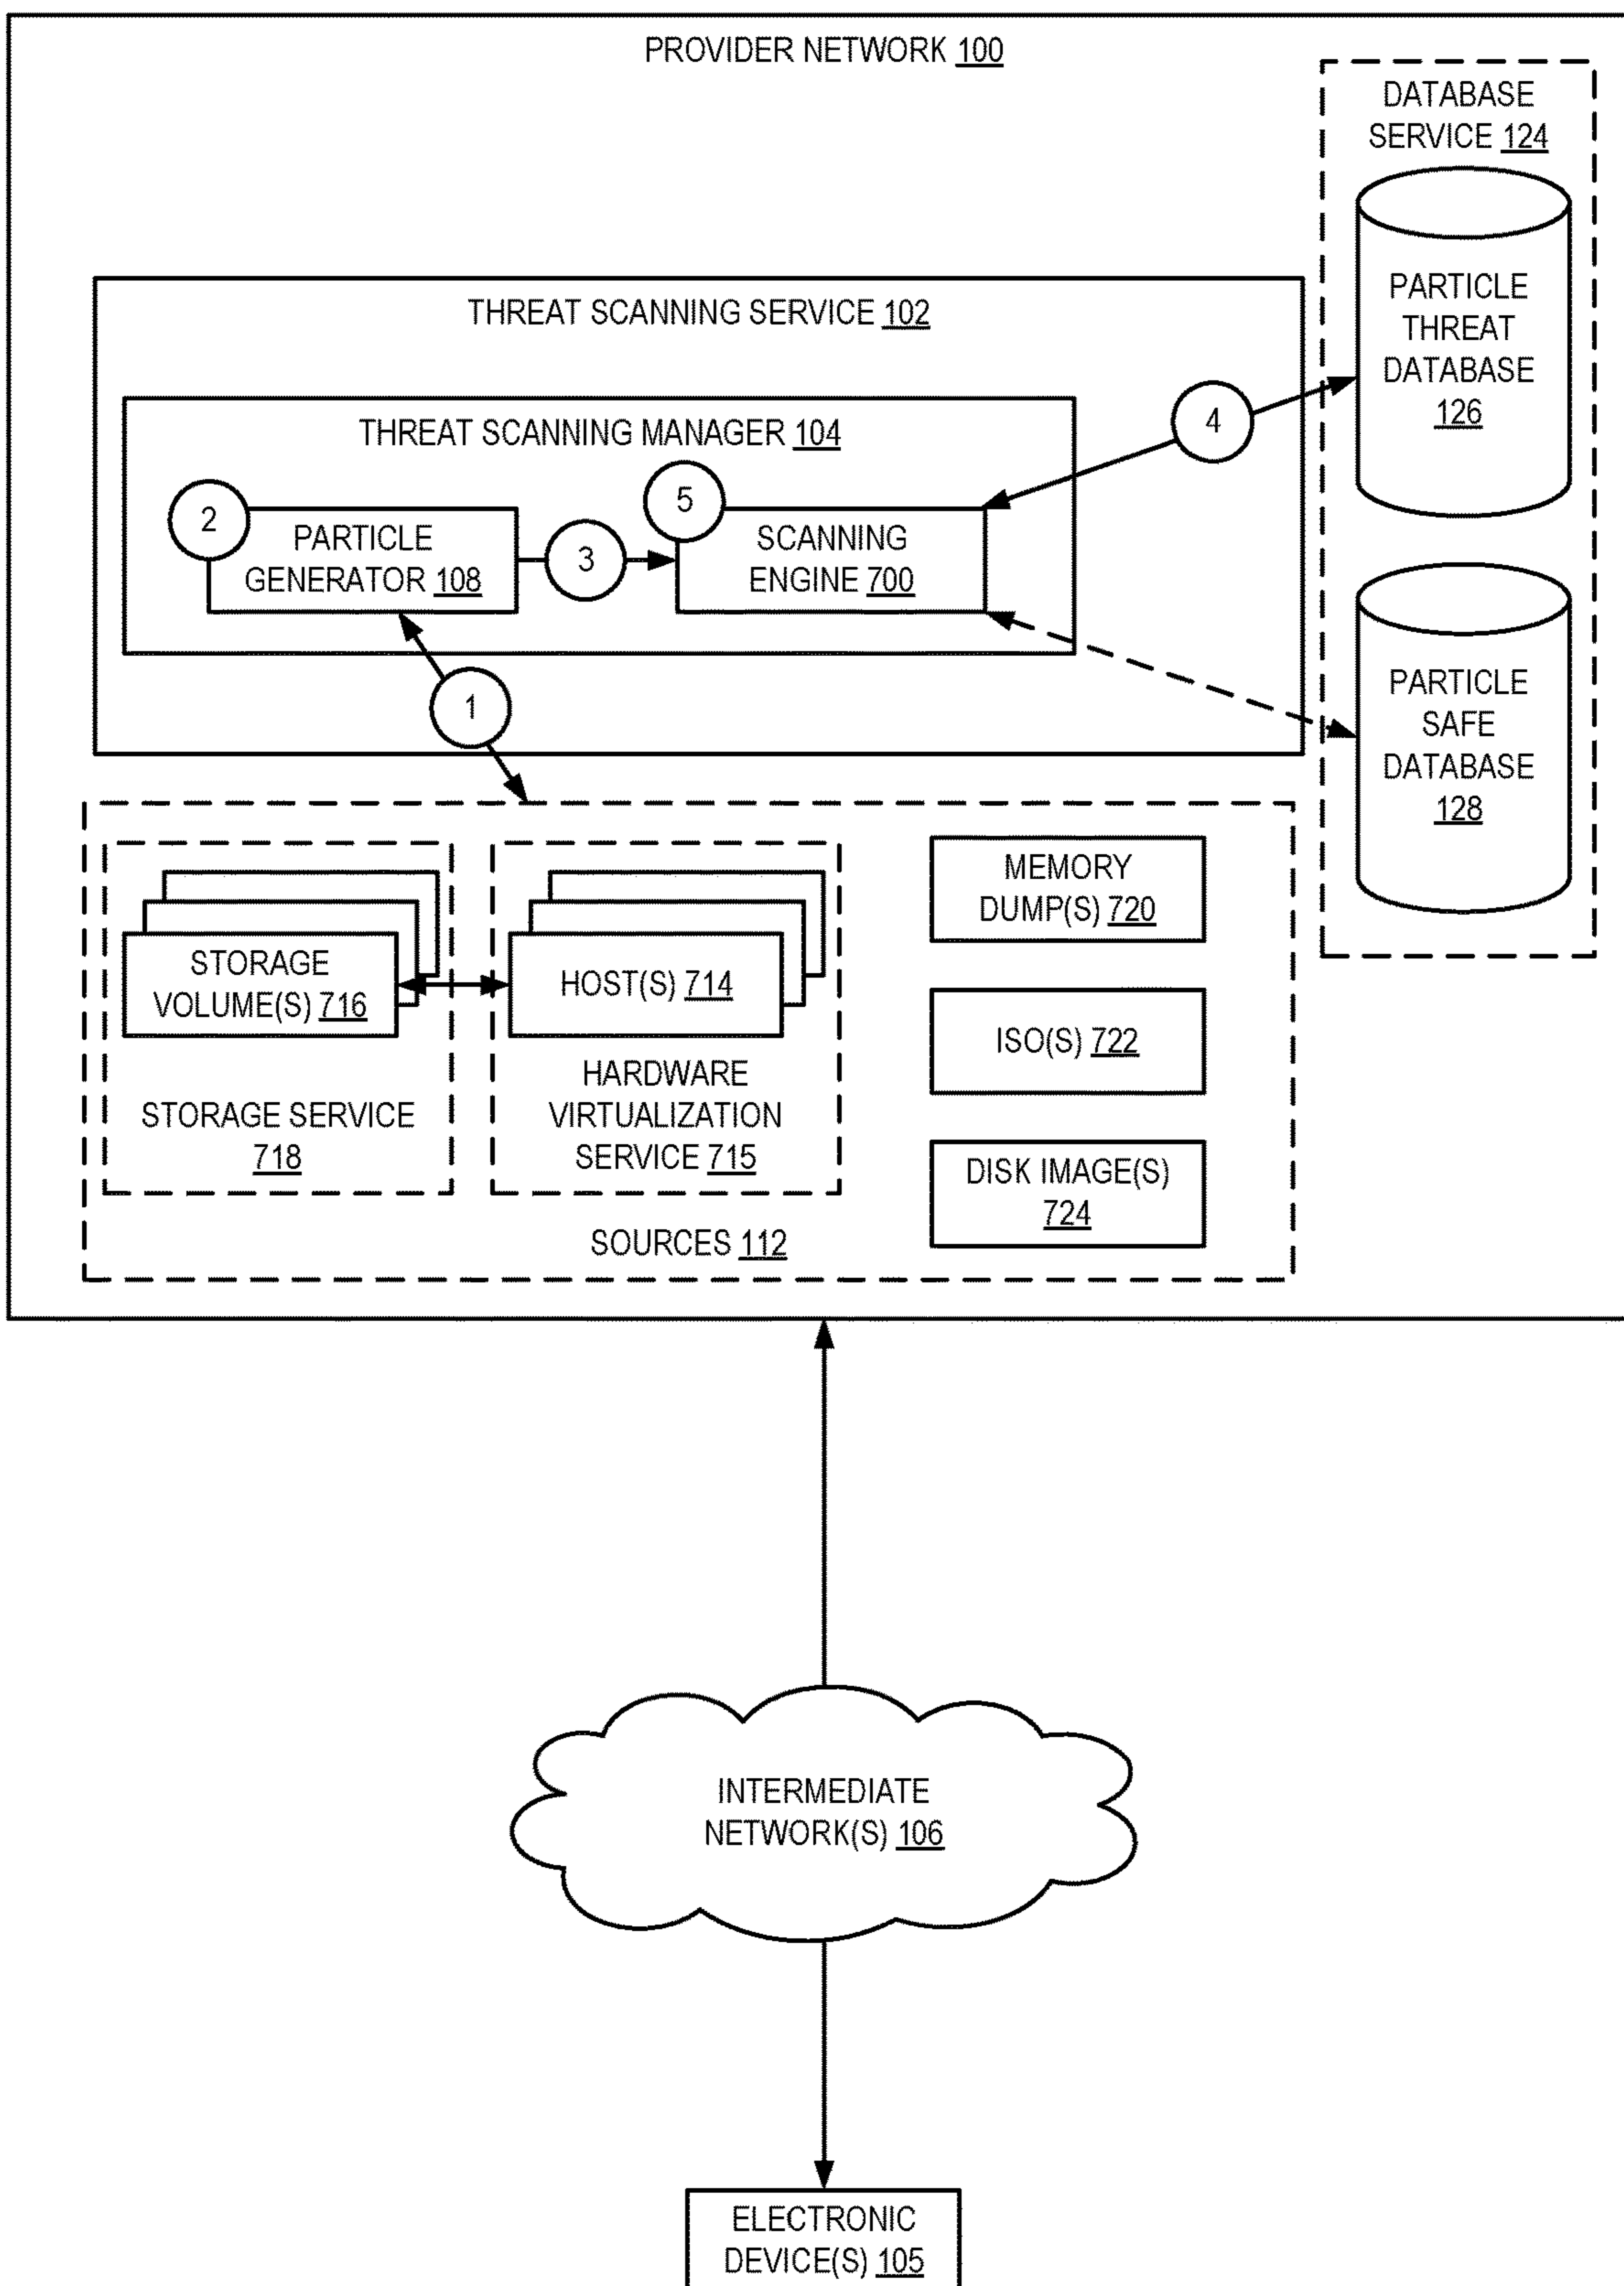 PROVIDER NETWORK 100
DATABASE
SERVICE 124
PARTICLE
THREAT
DATABASE
126
THREAT SCANNING SERVICE 102
THREAT SCANNING MANAGER 104
4
2
PARTICLE
GENERATOR 108
3
5
SCANNING
ENGINE 700
1
PARTICLE
SAFE
DATABASE
128
STORAGE
VOLUME(S) 716
STORAGE SERVICE
718
HOST(S) 714
HARDWARE
VIRTUALIZATION
SERVICE 715
MEMORY
DUMP(S) 720
ISO(S) 722
DISK IMAGE(S)
724
SOURCES 112
INTERMEDIATE
NETWORK(S) 106
ELECTRONIC
DEVICE(S) 105